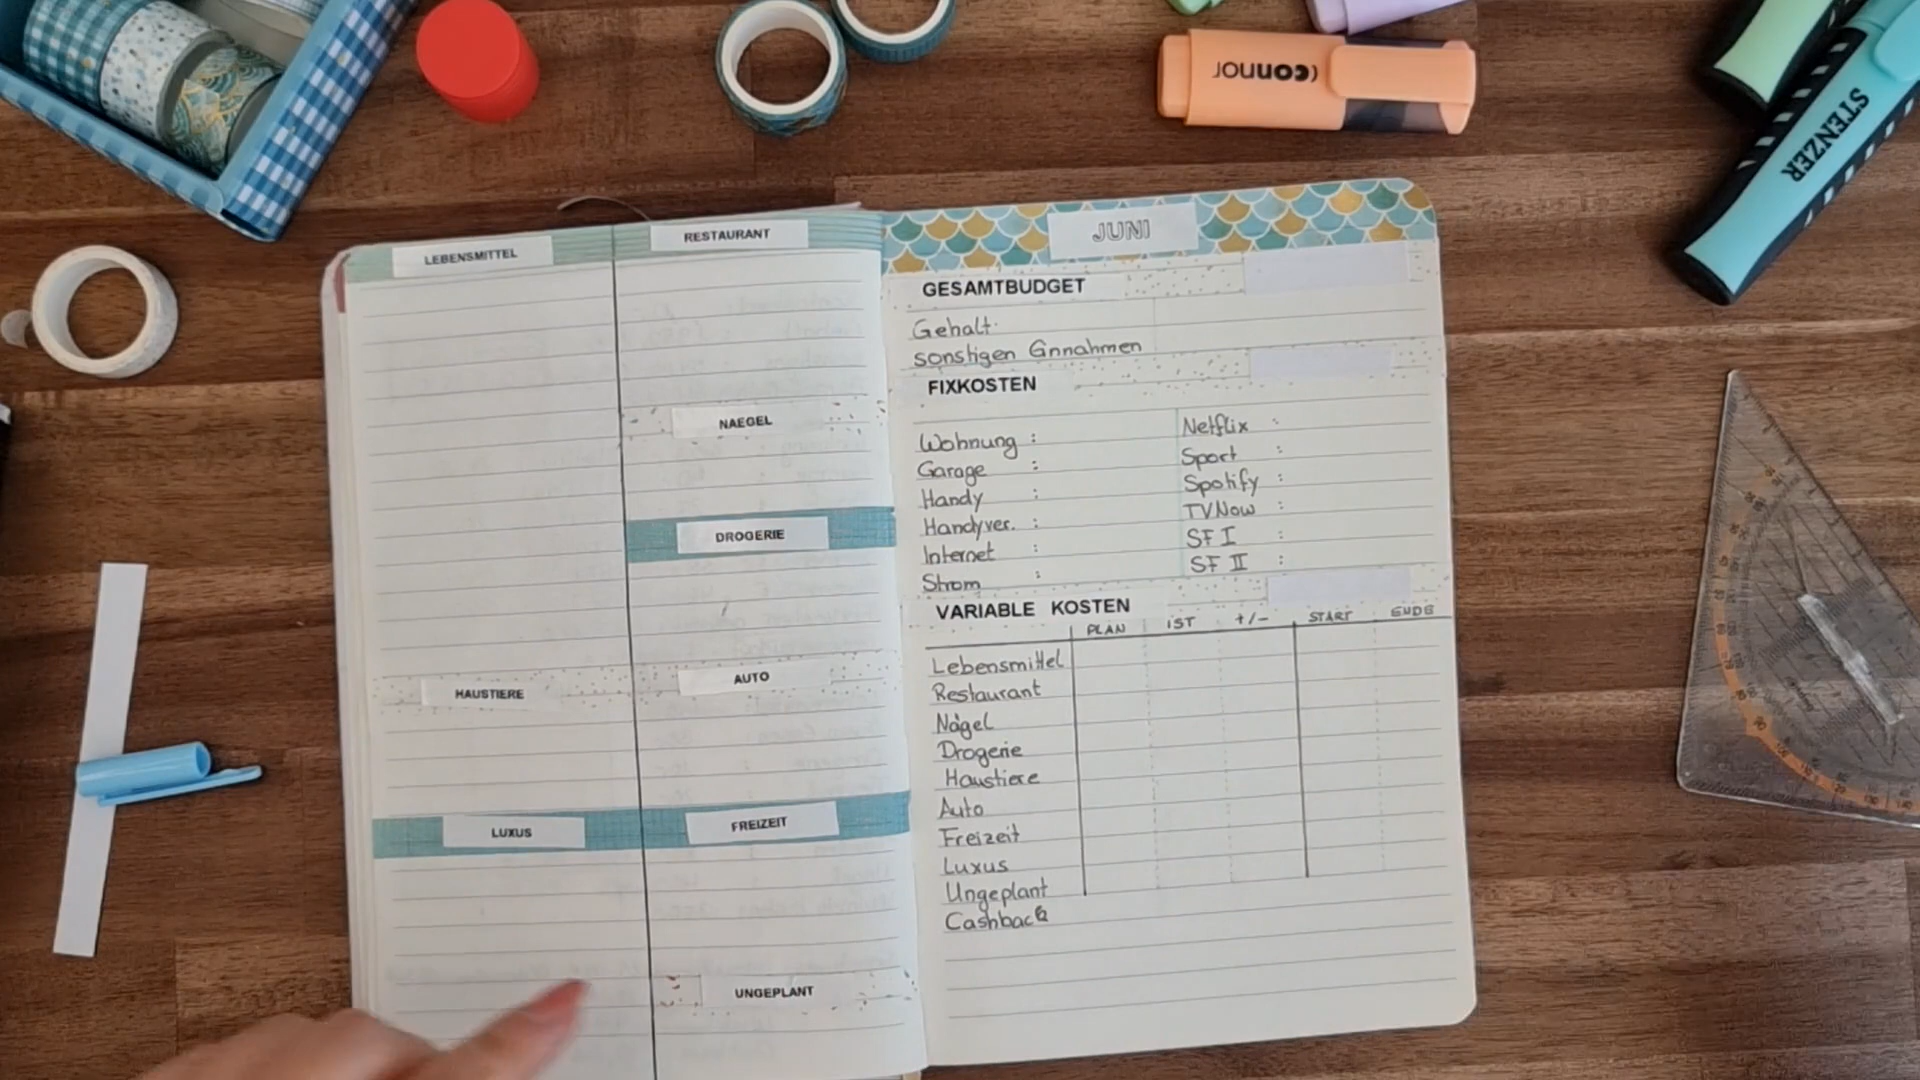 (connor
STENZER
LEBENSMITTEL
HAUSTIERE
LUXUS
RESTAURANT
NAEGEL
DROGERIE
AUTO
FREIZEIT
UNGEPLANT
JUNI
GESAMTBUDGET
Gehalt:
sonstigen Einnahmen
FIXKOSTEN
Wohnung :
Garage :
Handy :
Handyver. :
Internet :
Strom :
Netflix :
Sport :
Spotify :
TVNow :
SF I :
SF II :
VARIABLE KOSTEN
PLAN IST +/- START ENDE
Lebensmittel
Restaurant
Nägel
Drogerie
Haustiere
Auto
Freizeit
Luxus
Ungeplant
Cashback